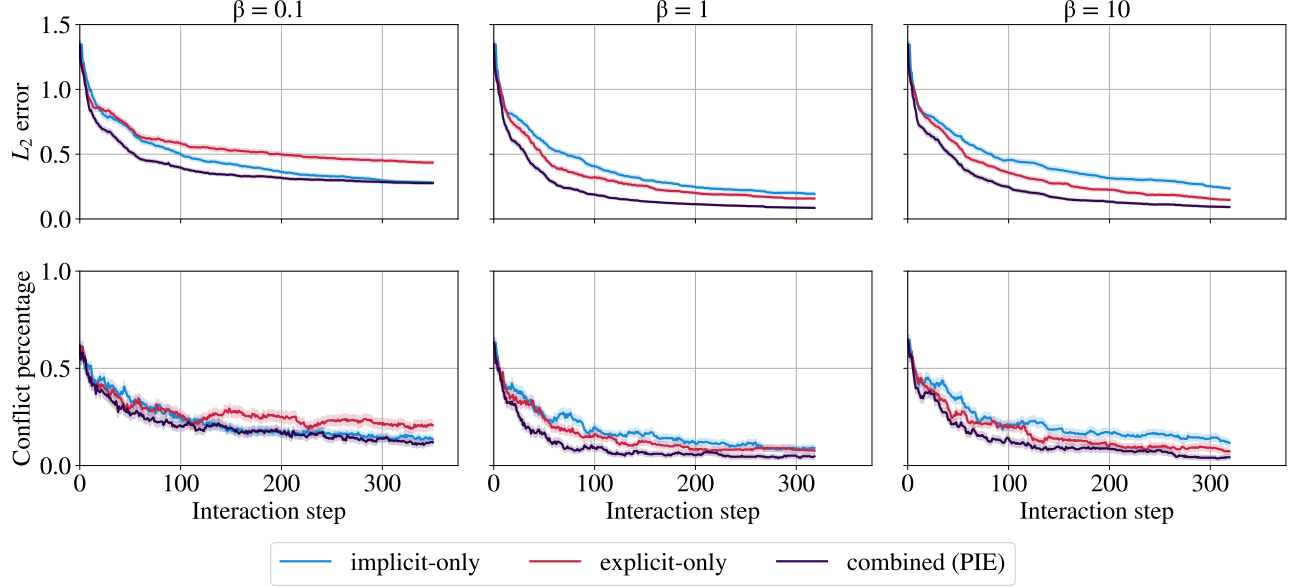 β = 0.1 β = 1 β = 10
1.5
1.0
0.5
0.0
L₂ error
1.0
0.5
0.0
Conflict percentage
0 100 200 300 0 100 200 300 0 100 200 300
Interaction step Interaction step Interaction step
implicit-only explicit-only combined (PIE)